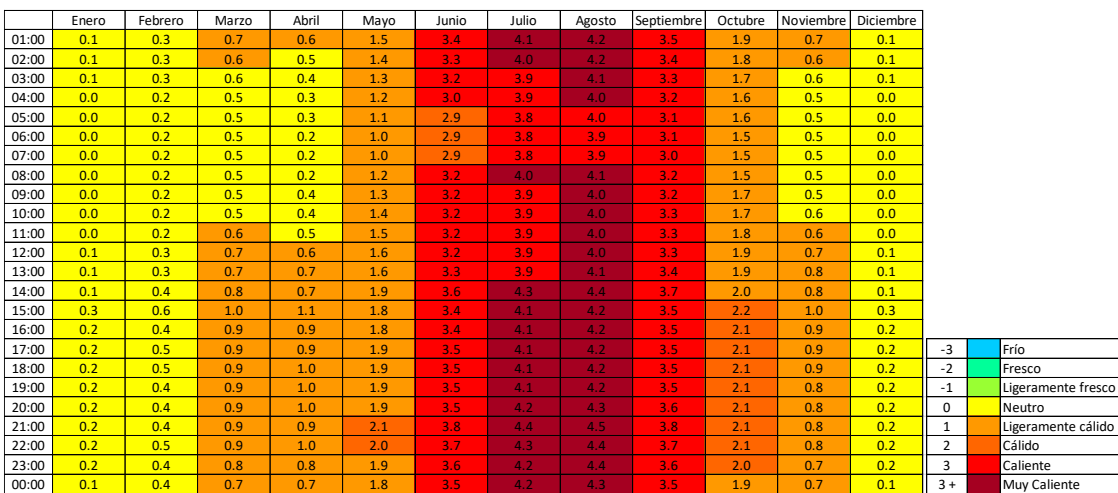 Enero Febrero Marzo Abril Mayo Junio Julio Agosto Septiembre Octubre Noviembre Diciembre
01:00 0.1 0.3 0.7 0.6 1.5 3.4 4.1 4.2 3.5 1.9 0.7 0.1
02:00 0.1 0.3 0.6 0.5 1.4 3.3 4.0 4.2 3.4 1.8 0.6 0.1
03:00 0.1 0.3 0.6 0.4 1.3 3.2 3.9 4.1 3.3 1.7 0.6 0.1
04:00 0.0 0.2 0.5 0.3 1.2 3.0 3.9 4.0 3.2 1.6 0.5 0.0
05:00 0.0 0.2 0.5 0.3 1.1 2.9 3.8 4.0 3.1 1.6 0.5 0.0
06:00 0.0 0.2 0.5 0.2 1.0 2.9 3.8 3.9 3.1 1.5 0.5 0.0
07:00 0.0 0.2 0.5 0.2 1.0 2.9 3.8 3.9 3.0 1.5 0.5 0.0
08:00 0.0 0.2 0.5 0.2 1.2 3.2 4.0 4.1 3.2 1.5 0.5 0.0
09:00 0.0 0.2 0.5 0.4 1.3 3.2 3.9 4.0 3.2 1.7 0.5 0.0
10:00 0.0 0.2 0.5 0.4 1.4 3.2 3.9 4.0 3.3 1.7 0.6 0.0
11:00 0.0 0.2 0.6 0.5 1.5 3.2 3.9 4.0 3.3 1.8 0.6 0.0
12:00 0.1 0.3 0.7 0.6 1.6 3.2 3.9 4.0 3.3 1.9 0.7 0.1
13:00 0.1 0.3 0.7 0.7 1.6 3.3 3.9 4.1 3.4 1.9 0.8 0.1
14:00 0.1 0.4 0.8 0.7 1.9 3.6 4.3 4.4 3.7 2.0 0.8 0.1
15:00 0.3 0.6 1.0 1.1 1.8 3.4 4.1 4.2 3.5 2.2 1.0 0.3
16:00 0.2 0.4 0.9 0.9 1.8 3.4 4.1 4.2 3.5 2.1 0.9 0.2
17:00 0.2 0.5 0.9 0.9 1.9 3.5 4.1 4.2 3.5 2.1 0.9 0.2 -3 Frío
18:00 0.2 0.5 0.9 1.0 1.9 3.5 4.1 4.2 3.5 2.1 0.9 0.2 -2 Fresco
19:00 0.2 0.4 0.9 1.0 1.9 3.5 4.1 4.2 3.5 2.1 0.8 0.2 -1 Ligeramente fresco
20:00 0.2 0.4 0.9 1.0 1.9 3.5 4.2 4.3 3.6 2.1 0.8 0.2 0 Neutro
21:00 0.2 0.4 0.9 0.9 2.1 3.8 4.4 4.5 3.8 2.1 0.8 0.2 1 Ligeramente cálido
22:00 0.2 0.5 0.9 1.0 2.0 3.7 4.3 4.4 3.7 2.1 0.8 0.2 2 Cálido
23:00 0.2 0.4 0.8 0.8 1.9 3.6 4.2 4.4 3.6 2.0 0.7 0.2 3 Caliente
00:00 0.1 0.4 0.7 0.7 1.8 3.5 4.2 4.3 3.5 1.9 0.7 0.1 3 + Muy Caliente